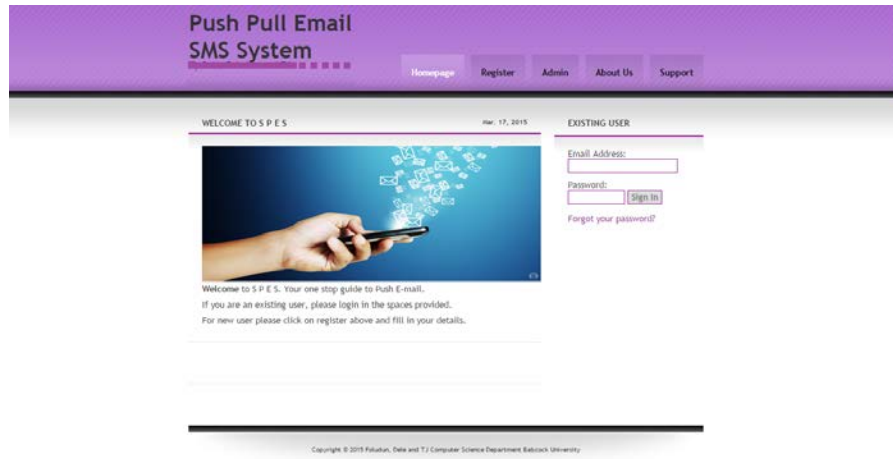 Push Pull Email
SMS System
Homepage Register Admin About Us Support
WELCOME TO S P E S
Mar. 17, 2015
EXISTING USER
Email Address:
Password:
Sign In
Forgot your password?
Welcome to S P E S. Your one stop guide to Push E-mail.
If you are an existing user, please login in the spaces provided.
For new user please click on register above and fill in your details.
Copyright © 2015 Foludun, Dele and TJ Computer Science Department Babcock University